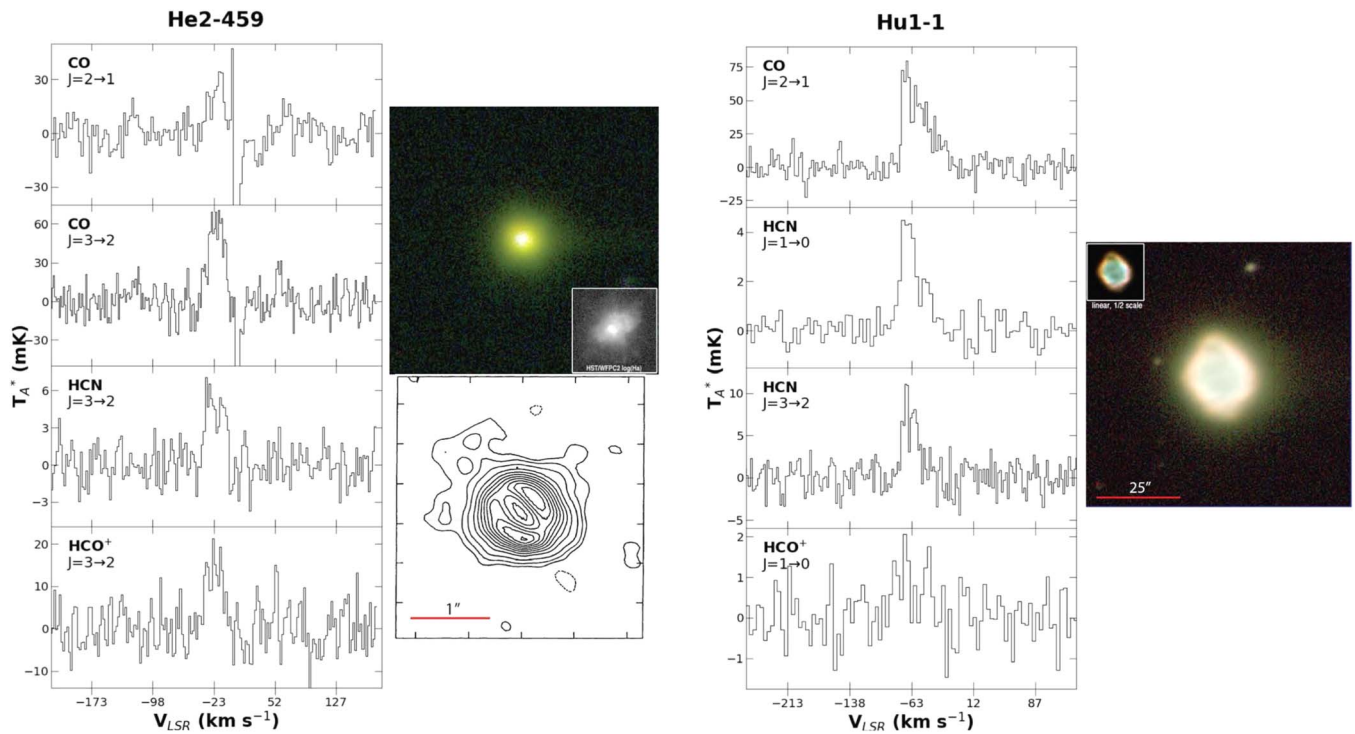 He2-459
CO
J=2→1
30
0
−30
CO
J=3→2
60
30
0
−30
HCN
J=3→2
6
3
0
−3
HCO⁺
J=3→2
20
10
0
−10
T_A* (mK)
−173 −98 −23 52 127
V_LSR (km s⁻¹)
HST/WFPC2 log(Ha)
1″
Hu1-1
CO
J=2→1
75
50
25
0
−25
HCN
J=1→0
4
2
0
HCN
J=3→2
10
5
0
−5
HCO⁺
J=1→0
2
1
0
−1
T_A* (mK)
−213 −138 −63 12 87
V_LSR (km s⁻¹)
linear, 1/2 scale
25″